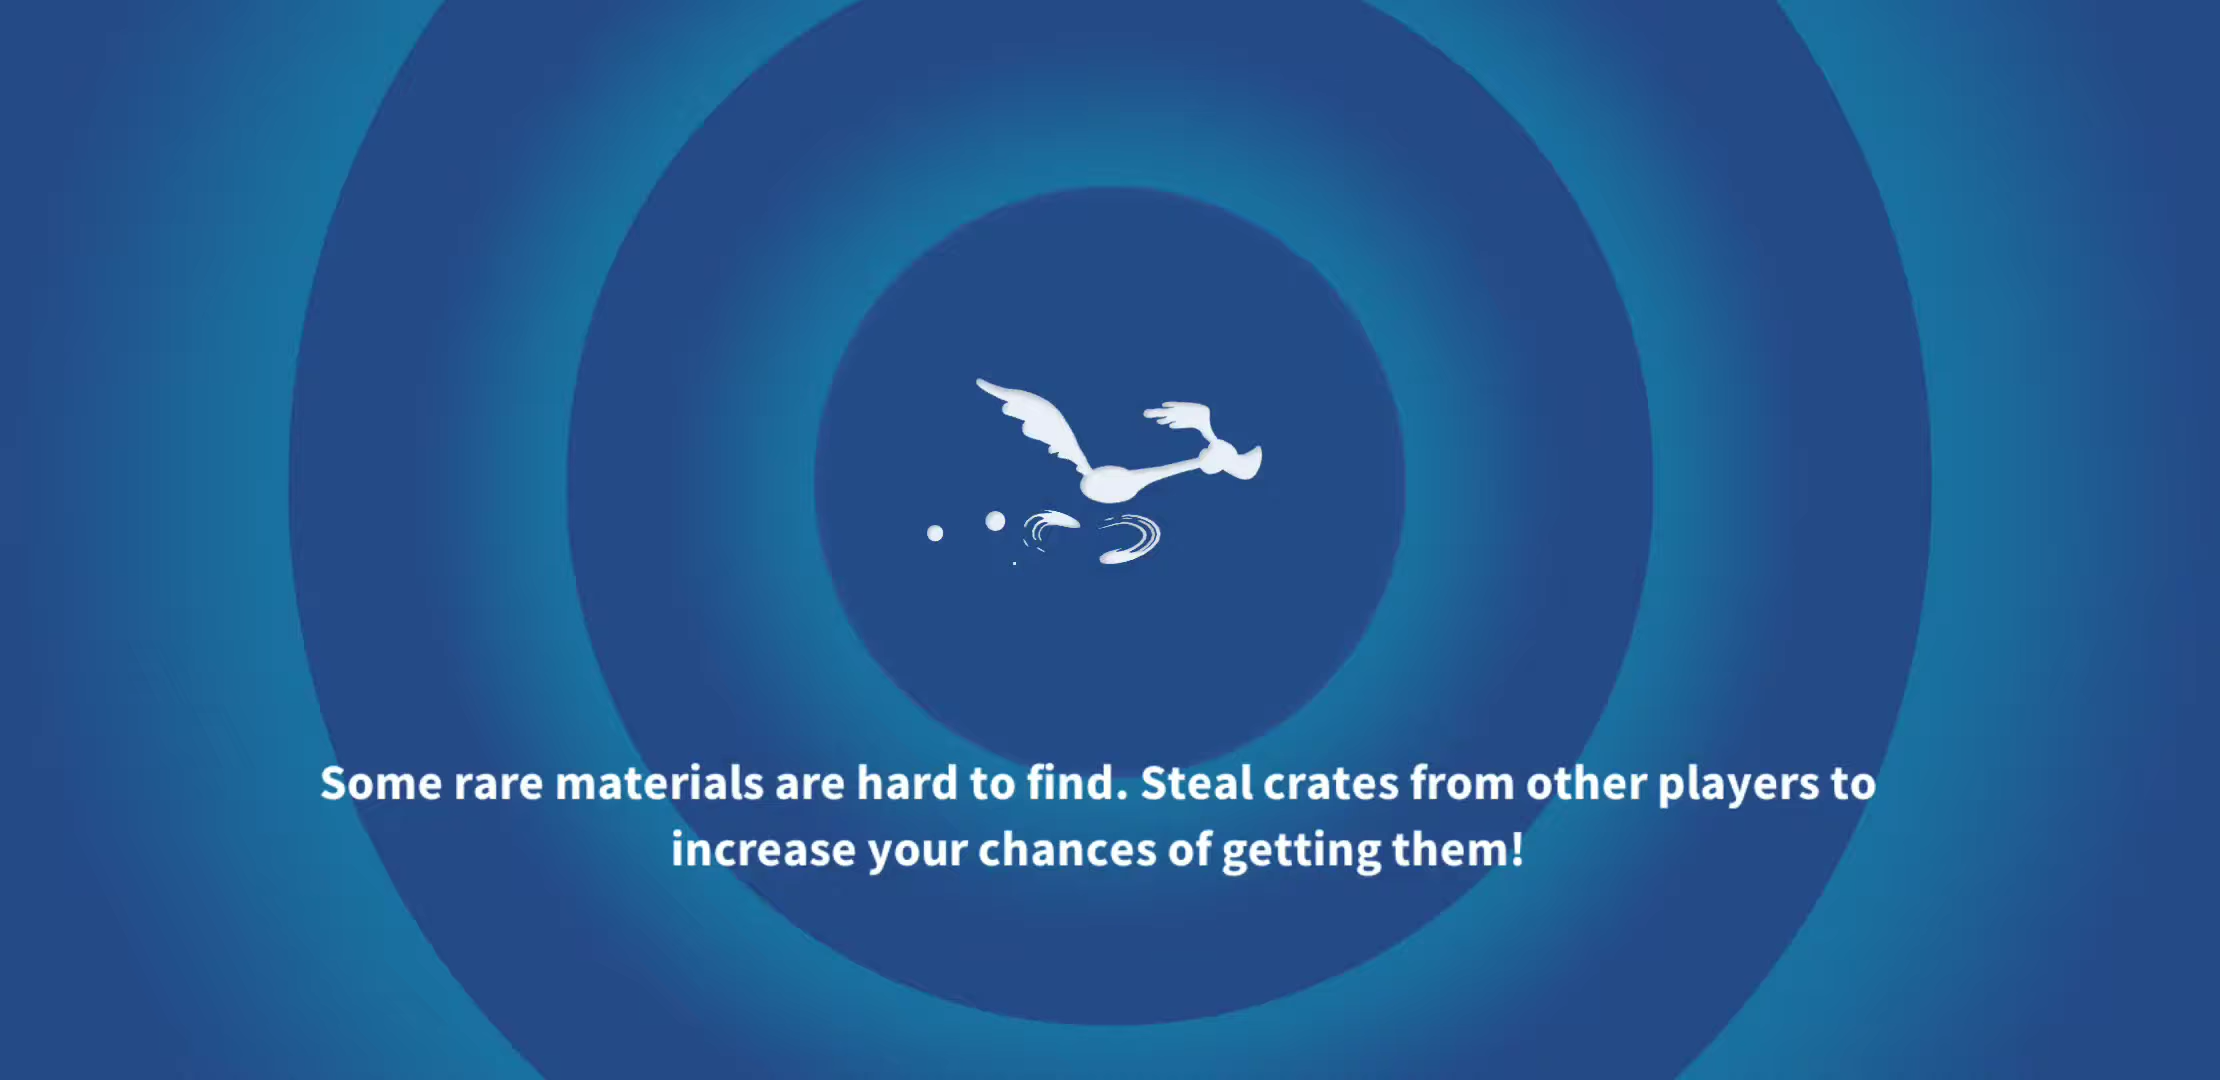 Some rare materials are hard to find. Steal crates from other players to
increase your chances of getting them!